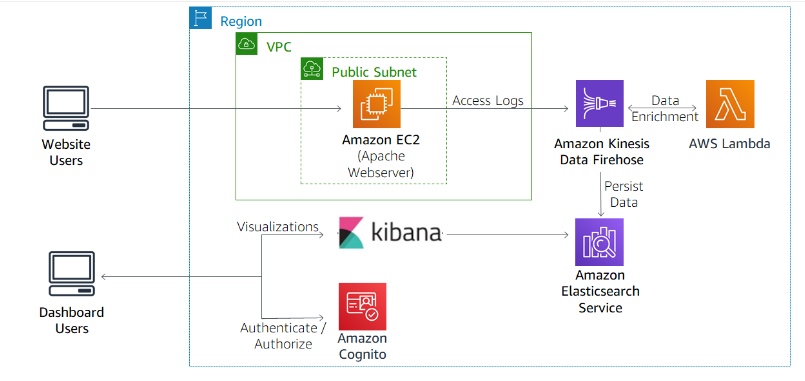 Region
VPC
Public Subnet
Access Logs
Data
Enrichment
Amazon EC2
(Apache
Webserver)
Website
Users
Amazon Kinesis
Data Firehose
AWS Lambda
Persist
Data
Visualizations
kibana
Amazon
Elasticsearch
Service
Dashboard
Users
Authenticate /
Authorize
Amazon
Cognito